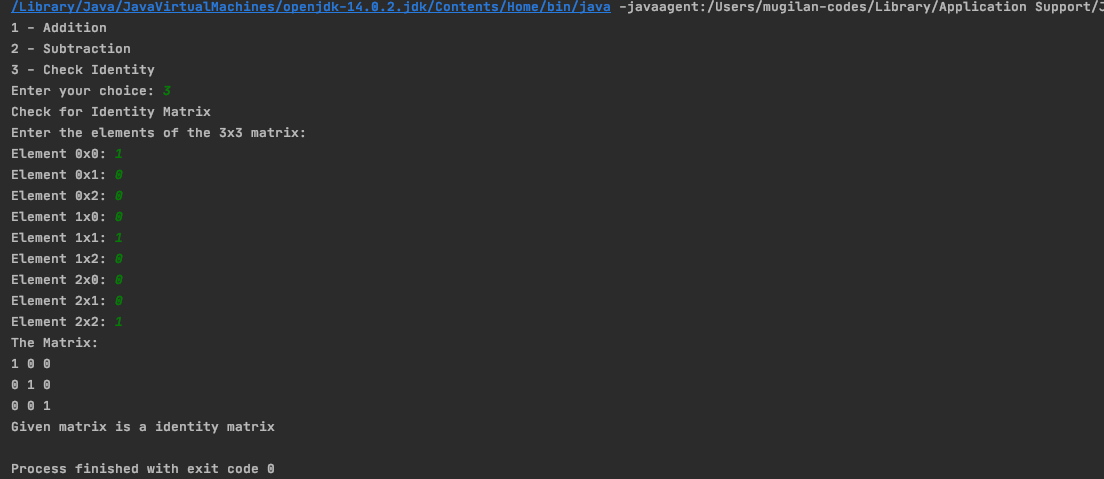 /Library/Java/JavaVirtualMachines/openjdk-14.0.2.jdk/Contents/Home/bin/java -javaagent:/Users/mugilan-codes/Library/Application Support/J
1 - Addition
2 - Subtraction
3 - Check Identity
Enter your choice: 3
Check for Identity Matrix
Enter the elements of the 3x3 matrix:
Element 0x0: 1
Element 0x1: 0
Element 0x2: 0
Element 1x0: 0
Element 1x1: 1
Element 1x2: 0
Element 2x0: 0
Element 2x1: 0
Element 2x2: 1
The Matrix:
1 0 0
0 1 0
0 0 1
Given matrix is a identity matrix
Process finished with exit code 0